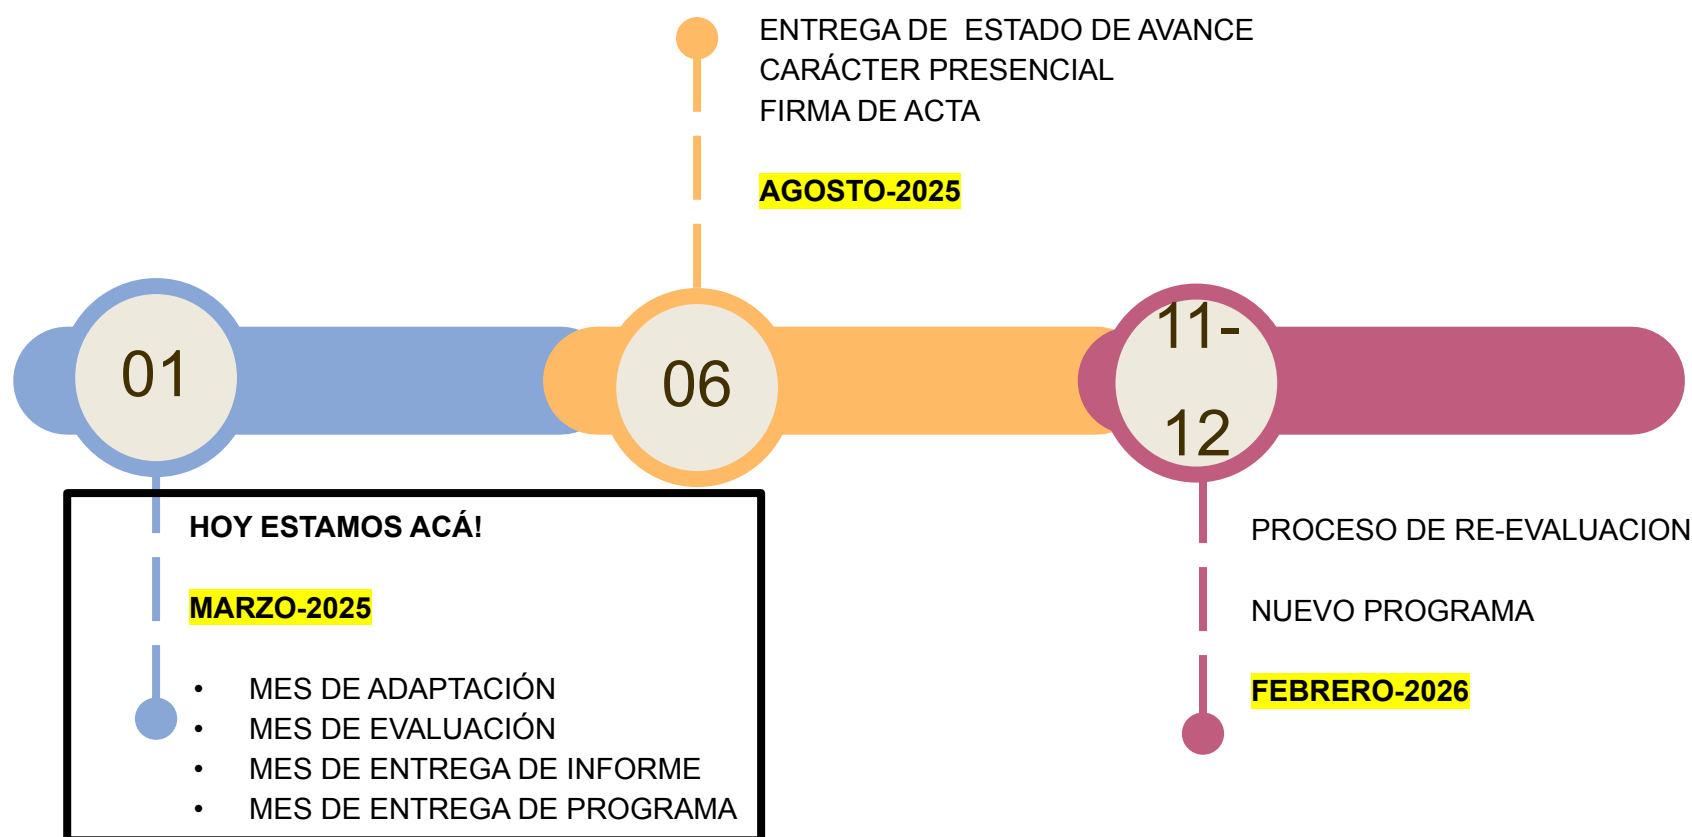 ENTREGA DE  ESTADO DE AVANCE
CARÁCTER PRESENCIAL
FIRMA DE ACTA
AGOSTO-2025
01
06
11-
12
HOY ESTAMOS ACÁ!
MARZO-2025
• MES DE ADAPTACIÓN
• MES DE EVALUACIÓN
• MES DE ENTREGA DE INFORME
• MES DE ENTREGA DE PROGRAMA
PROCESO DE RE-EVALUACION
NUEVO PROGRAMA
FEBRERO-2026